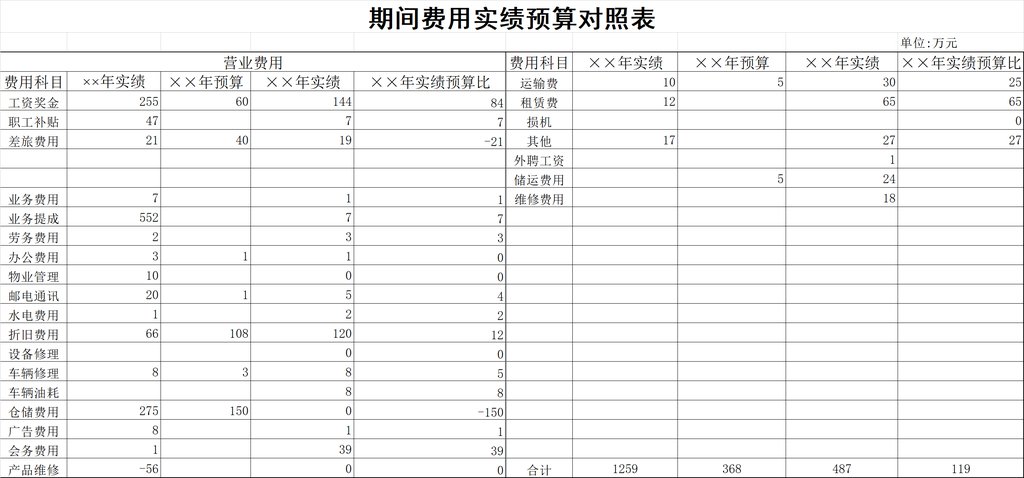 期间费用实绩预算对照表
单位:万元
营业费用 费用科目 ××年实绩 ××年预算 ××年实绩 ××年实绩预算比
费用科目 ××年实绩 ××年预算 ××年实绩 ××年实绩预算比 运输费 10 5 30 25
工资奖金 255 60 144 84 租赁费 12 65 65
职工补贴 47 7 7 损机 0
差旅费用 21 40 19 -21 其他 17 27 27
外聘工资 1
储运费用 5 24
业务费用 7 1 1 维修费用 18
业务提成 552 7 7
劳务费用 2 3 3
办公费用 3 1 1 0
物业管理 10 0 0
邮电通讯 20 1 5 4
水电费用 1 2 2
折旧费用 66 108 120 12
设备修理 0 0
车辆修理 8 3 8 5
车辆油耗 8 8
仓储费用 275 150 0 -150
广告费用 8 1 1
会务费用 1 39 39
产品维修 -56 0 0 合计 1259 368 487 119